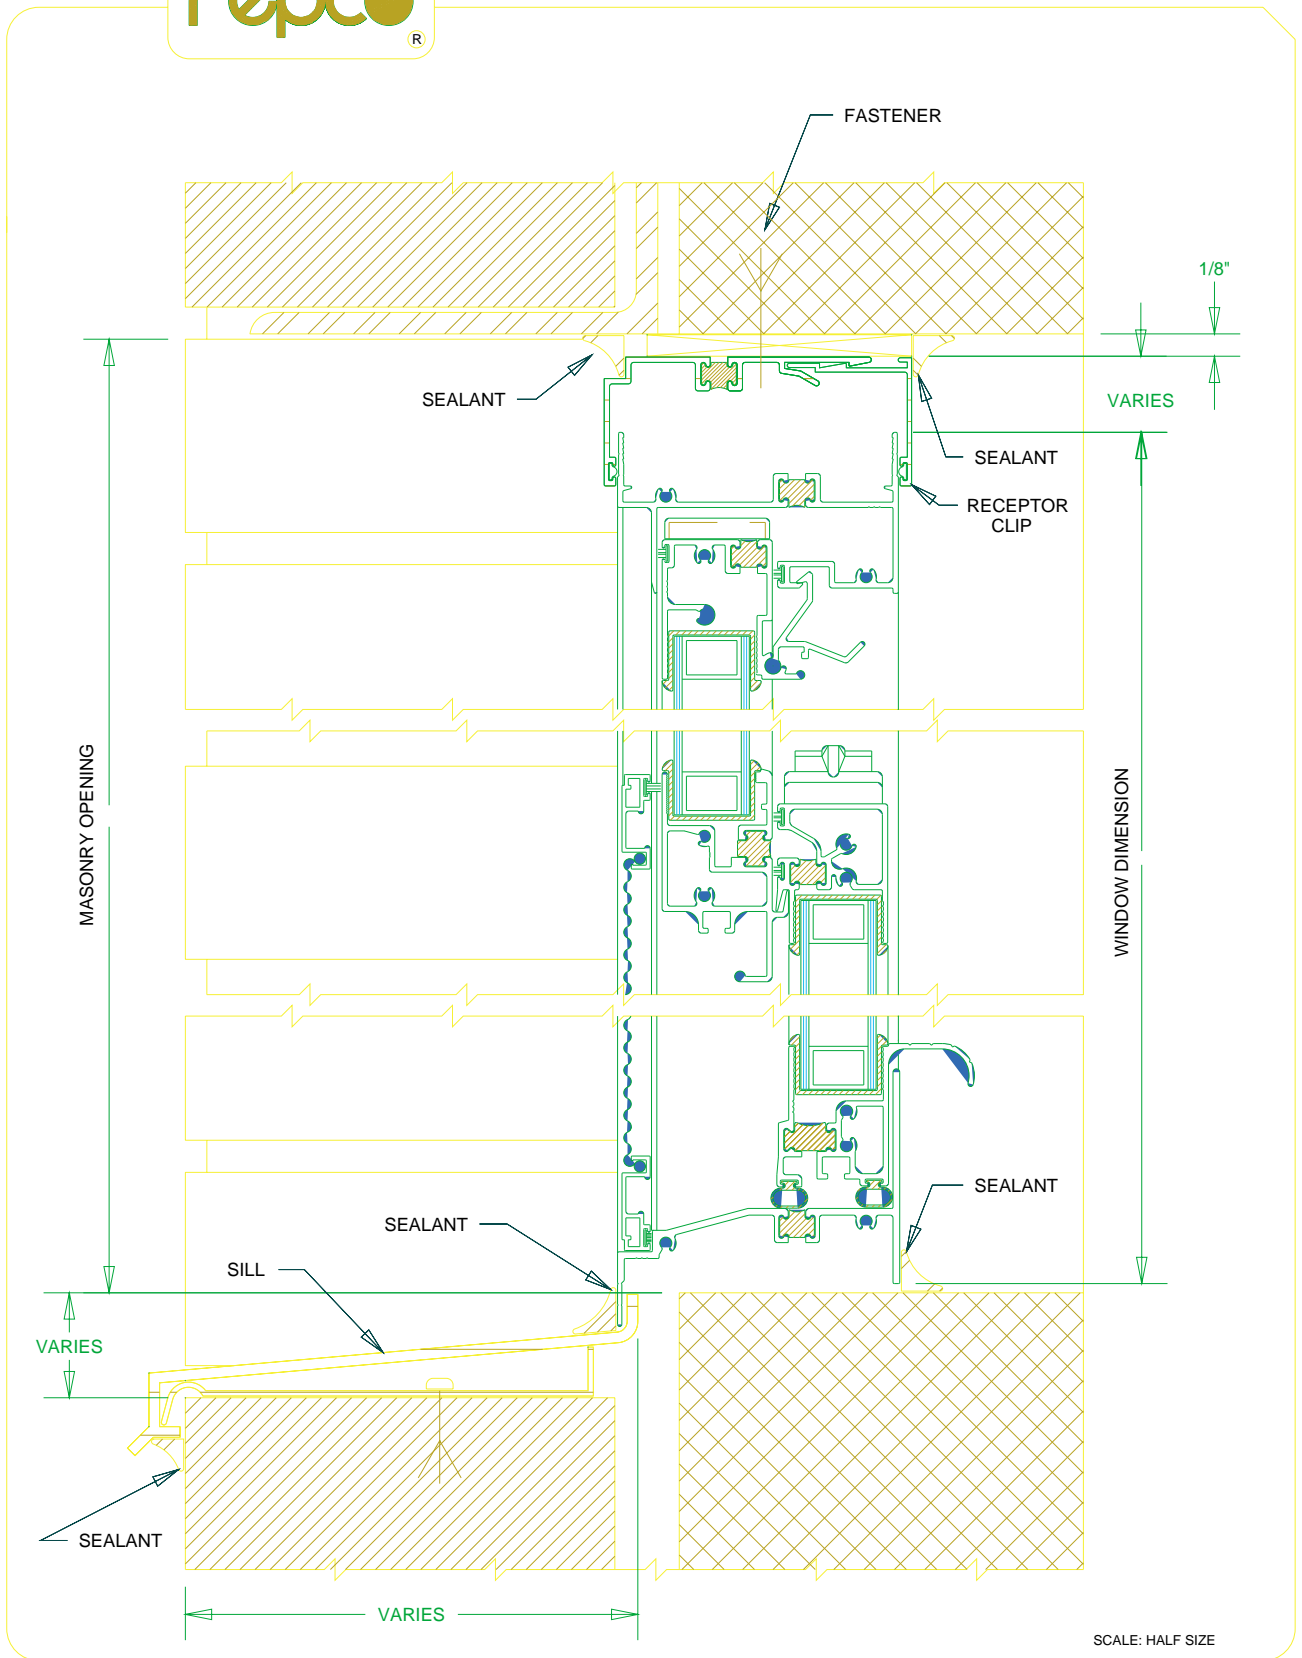 repco
®
FASTENER
1/8"
SEALANT
VARIES
SEALANT
RECEPTOR
CLIP
MASONRY OPENING
WINDOW DIMENSION
SEALANT
SEALANT
SILL
VARIES
SEALANT
VARIES
SCALE: HALF SIZE